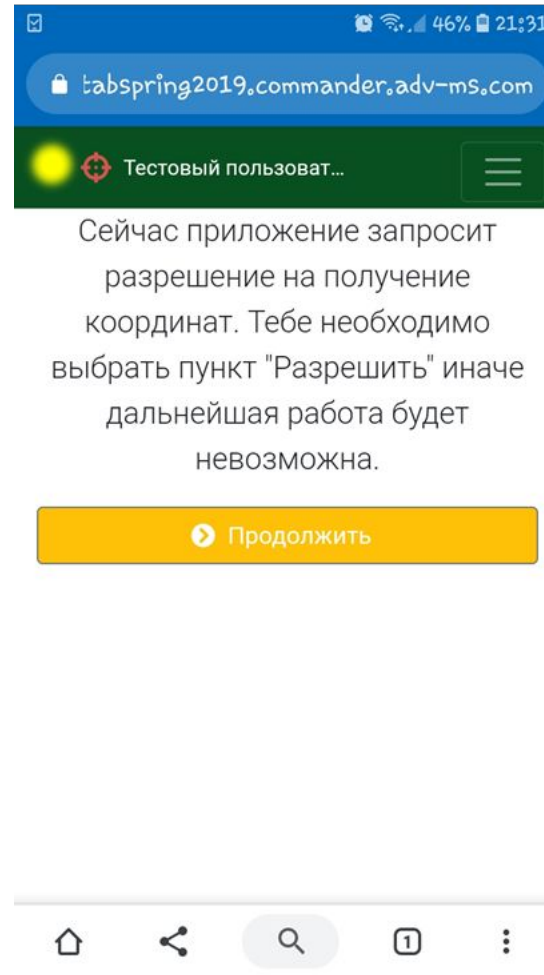 46% 21:31
tabspring2019.commander.adv-ms.com
Тестовый пользоват...
Сейчас приложение запросит
разрешение на получение
координат. Тебе необходимо
выбрать пункт "Разрешить" иначе
дальнейшая работа будет
невозможна.
Продолжить
1